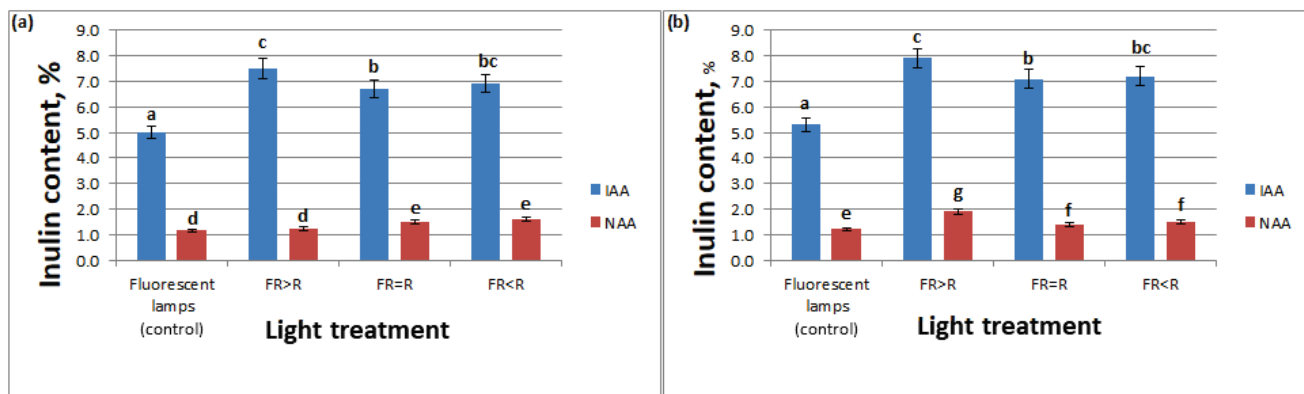 (a)
Inulin content, %
9.0
8.0
7.0
6.0
5.0
4.0
3.0
2.0
1.0
0.0
a
c
b
bc
d
d
e
e
Fluorescent
lamps
(control)
FR>R
FR=R
FR<R
Light treatment
IAA
NAA
(b)
Inulin content, %
9.0
8.0
7.0
6.0
5.0
4.0
3.0
2.0
1.0
0.0
a
c
b
bc
e
g
f
f
Fluorescent
lamps
(control)
FR>R
FR=R
FR<R
Light treatment
IAA
NAA